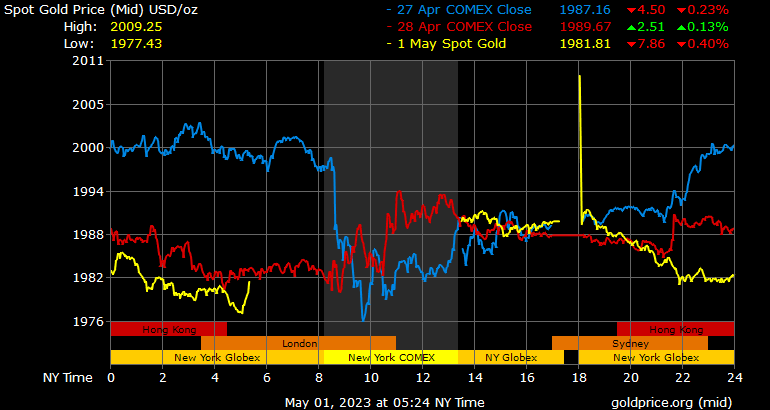 Spot Gold Price (Mid) USD/oz - 27 Apr COMEX Close 1987.16 ▼4.50 ▼0.23%
High: 2009.25 - 28 Apr COMEX Close 1989.67 ▲2.51 ▲0.13%
Low: 1977.43 - 1 May Spot Gold 1981.81 ▼7.86 ▼0.40%
2011
2005
2000
1994
1988
1982
1976
Hong Kong Hong Kong
London Sydney
New York Globex New York COMEX NY Globex New York Globex
NY Time 0 2 4 6 8 10 12 14 16 18 20 22 24
May 01, 2023 at 05:24 NY Time goldprice.org (mid)